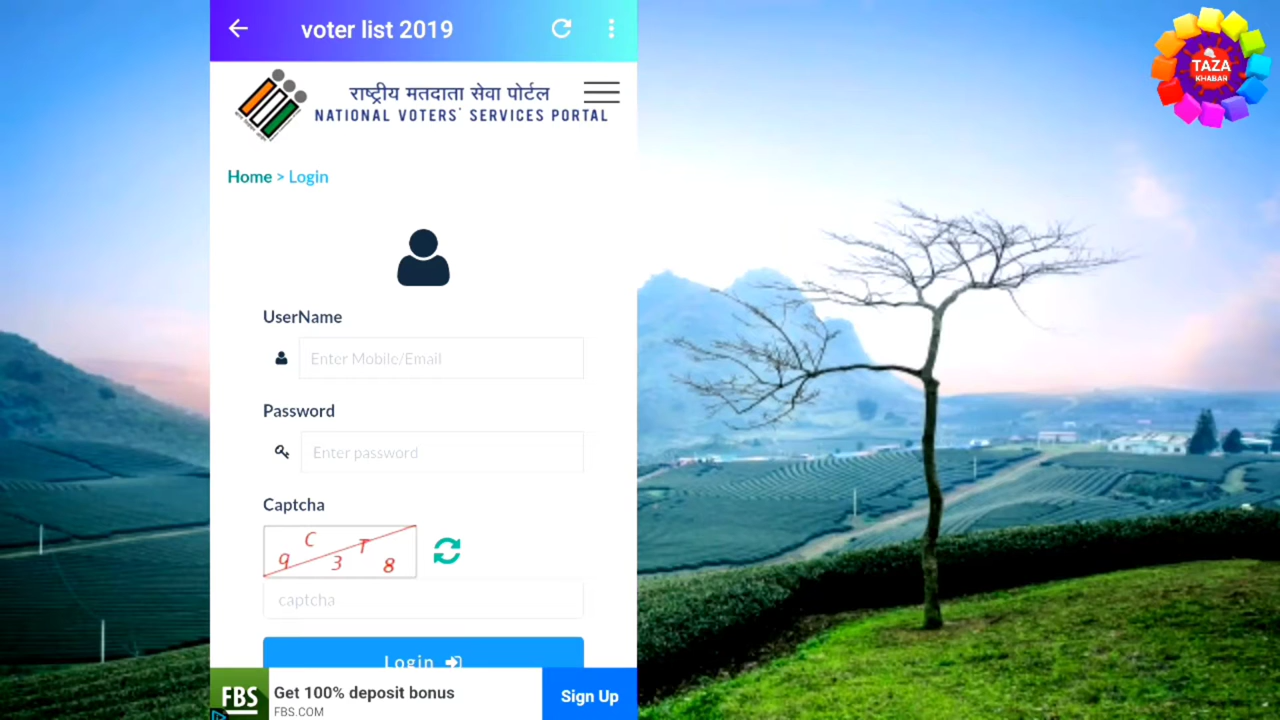 voter list 2019
राष्ट्रीय मतदाता सेवा पोर्टल
NATIONAL VOTERS' SERVICES PORTAL
Home > Login
UserName
Enter Mobile/Email
Password
Enter password
Captcha
9 C 3 T 8
captcha
Login
FBS
Get 100% deposit bonus
FBS.COM
Sign Up
TAZA
KHABAR